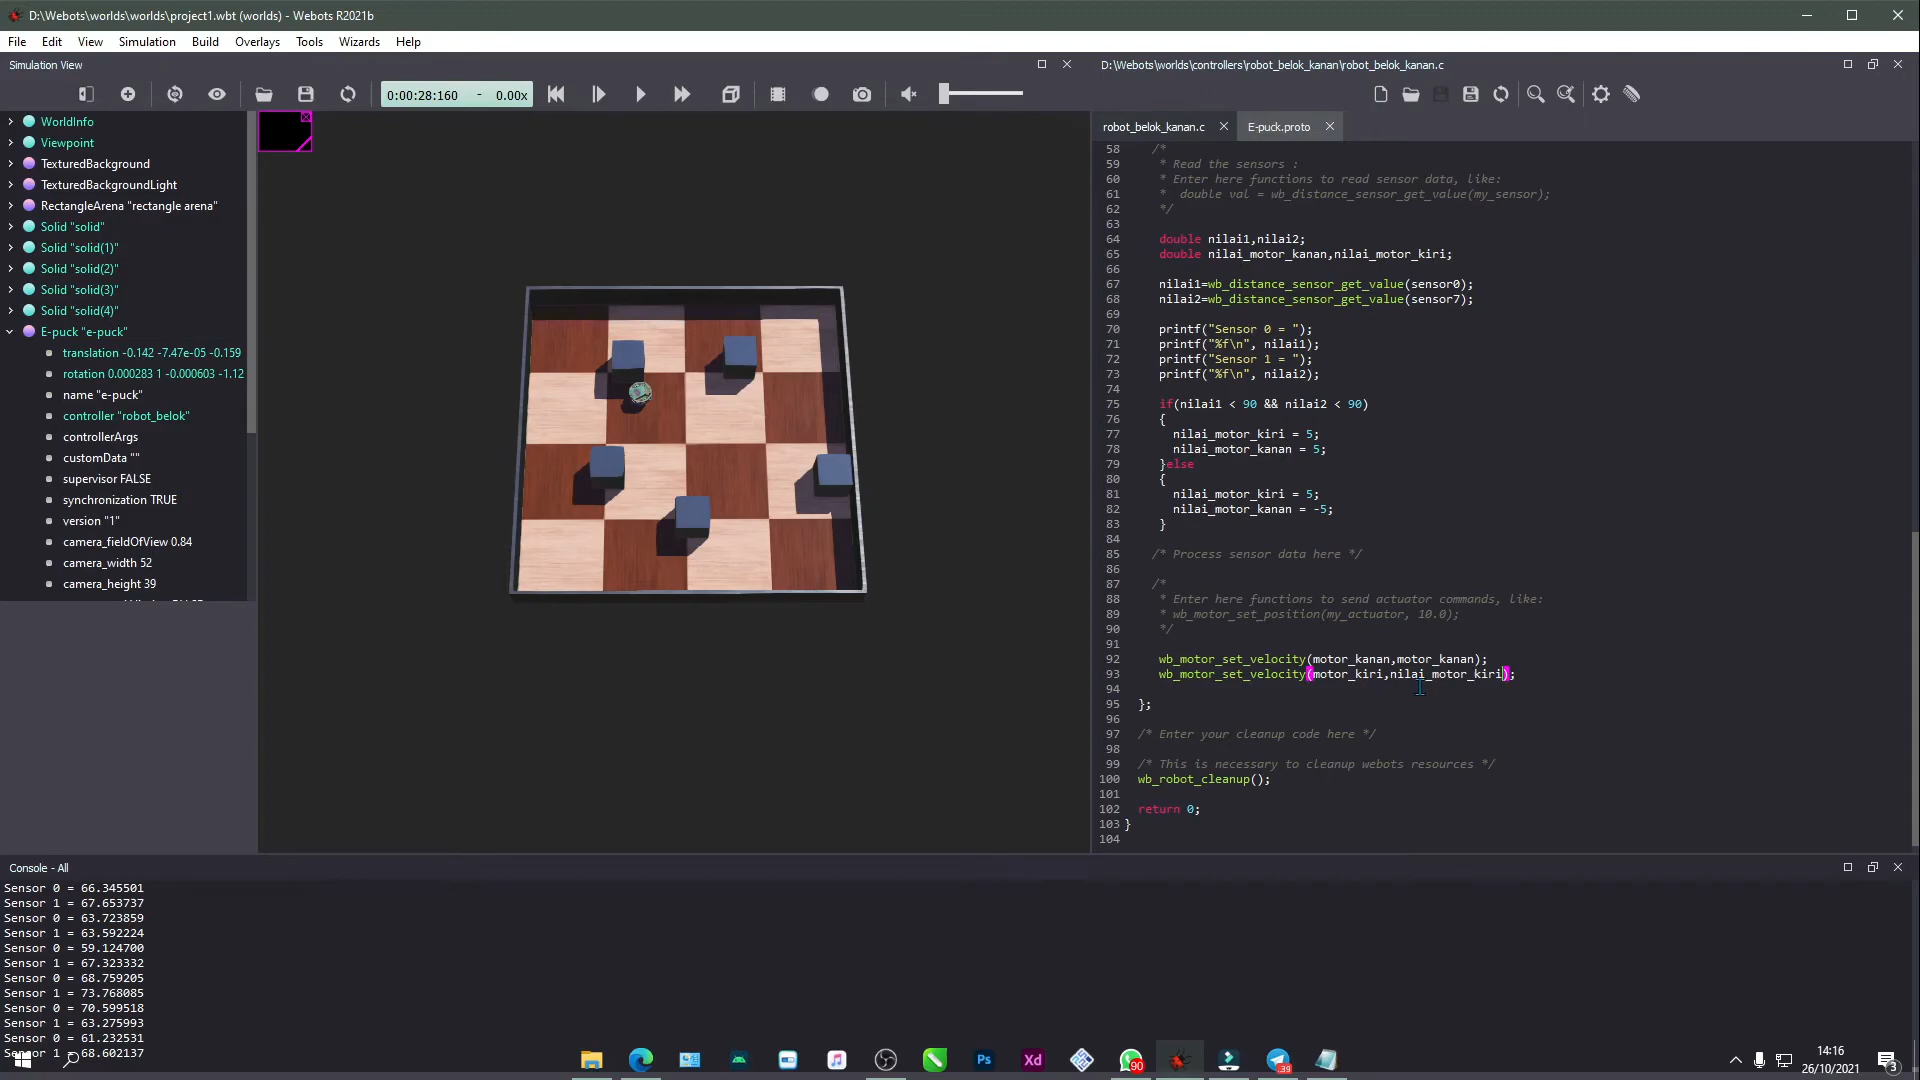 D:\Webots\worlds\worlds\project1.wbt (worlds) - Webots R2021b
File Edit View Simulation Build Overlays Tools Wizards Help
Simulation View
D:\Webots\worlds\controllers\robot_belok_kanan\robot_belok_kanan.c
0:00:28:160 - 0.00x
robot_belok_kanan.c
E-puck.proto
WorldInfo
Viewpoint
TexturedBackground
TexturedBackgroundLight
RectangleArena "rectangle arena"
Solid "solid"
Solid "solid(1)"
Solid "solid(2)"
Solid "solid(3)"
Solid "solid(4)"
E-puck "e-puck"
translation -0.142 -7.47e-05 -0.159
rotation 0.000283 1 -0.000603 -1.12
name "e-puck"
controller "robot_belok"
controllerArgs
customData ""
supervisor FALSE
synchronization TRUE
version "1"
camera_fieldOfView 0.84
camera_width 52
camera_height 39
58 /*
59 * Read the sensors :
60 * Enter here functions to read sensor data, like:
61 * double val = wb_distance_sensor_get_value(my_sensor);
62 */
63
64 double nilai1,nilai2;
65 double nilai_motor_kanan,nilai_motor_kiri;
66
67 nilai1=wb_distance_sensor_get_value(sensor0);
68 nilai2=wb_distance_sensor_get_value(sensor7);
69
70 printf("Sensor 0 = ");
71 printf("%f\n", nilai1);
72 printf("Sensor 1 = ");
73 printf("%f\n", nilai2);
74
75 if(nilai1 < 90 && nilai2 < 90)
76 {
77 nilai_motor_kiri = 5;
78 nilai_motor_kanan = 5;
79 }else
80 {
81 nilai_motor_kiri = 5;
82 nilai_motor_kanan = -5;
83 }
84
85 /* Process sensor data here */
86
87 /*
88 * Enter here functions to send actuator commands, like:
89 * wb_motor_set_position(my_actuator, 10.0);
90 */
91
92 wb_motor_set_velocity(motor_kanan,motor_kanan);
93 wb_motor_set_velocity(motor_kiri,nilai_motor_kiri);
94
95 };
96
97 /* Enter your cleanup code here */
98
99 /* This is necessary to cleanup webots resources */
100 wb_robot_cleanup();
101
102 return 0;
103 }
104
Console - All
Sensor 0 = 66.345501
Sensor 1 = 67.653737
Sensor 0 = 63.723859
Sensor 1 = 63.592224
Sensor 0 = 59.124700
Sensor 1 = 67.323332
Sensor 0 = 68.759205
Sensor 1 = 73.768085
Sensor 0 = 70.599518
Sensor 1 = 63.275993
Sensor 0 = 61.232531
Sensor 1 = 68.602137
Ps
Xd
90
39
14:16
26/10/2021
3